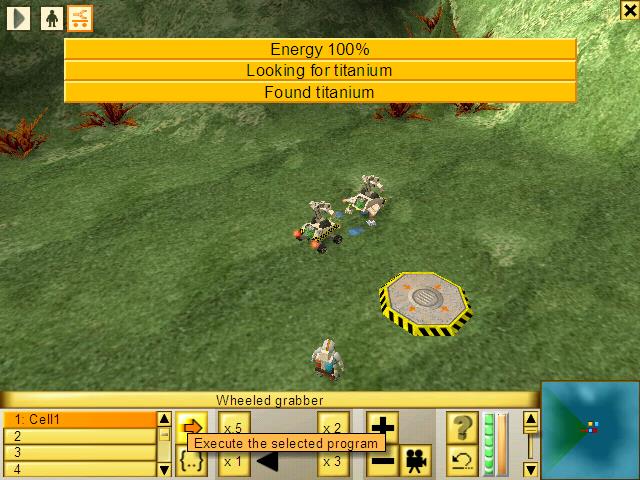 Energy 100%
Looking for titanium
Found titanium
Wheeled grabber
1: Cell1
2
3
4
x 5
x 2
Execute the selected program
{..}
x 1
x 3
?